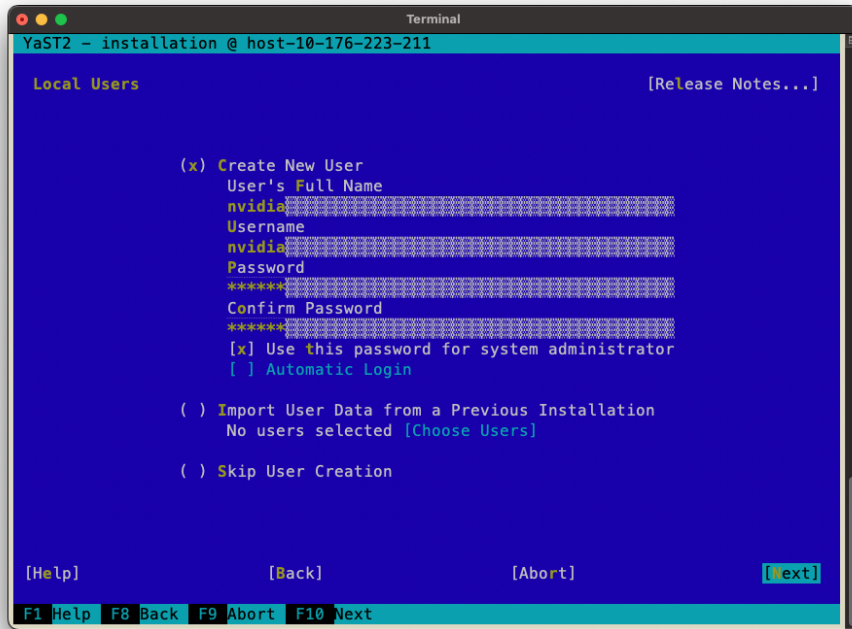 Terminal
YaST2 – installation @ host-10-176-223-211
Local Users [Release Notes...]
(x) Create New User
User's Full Name
nvidia
Username
nvidia
Password
******
Confirm Password
******
[x] Use this password for system administrator
[ ] Automatic Login
( ) Import User Data from a Previous Installation
No users selected [Choose Users]
( ) Skip User Creation
[Help] [Back] [Abort] [Next]
F1 Help F8 Back F9 Abort F10 Next